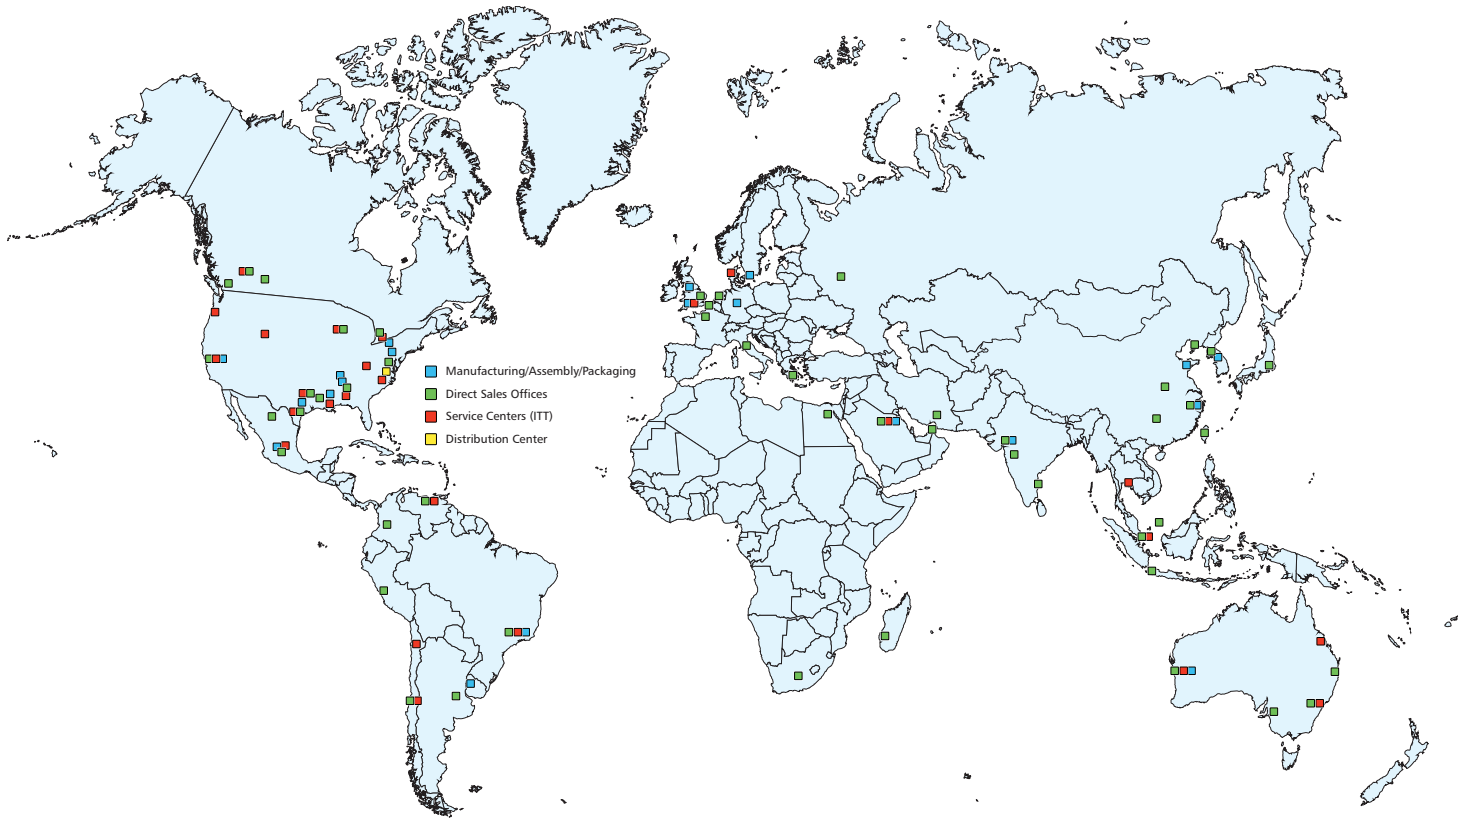 Manufacturing/Assembly/Packaging
Direct Sales Offices
Service Centers (ITT)
Distribution Center